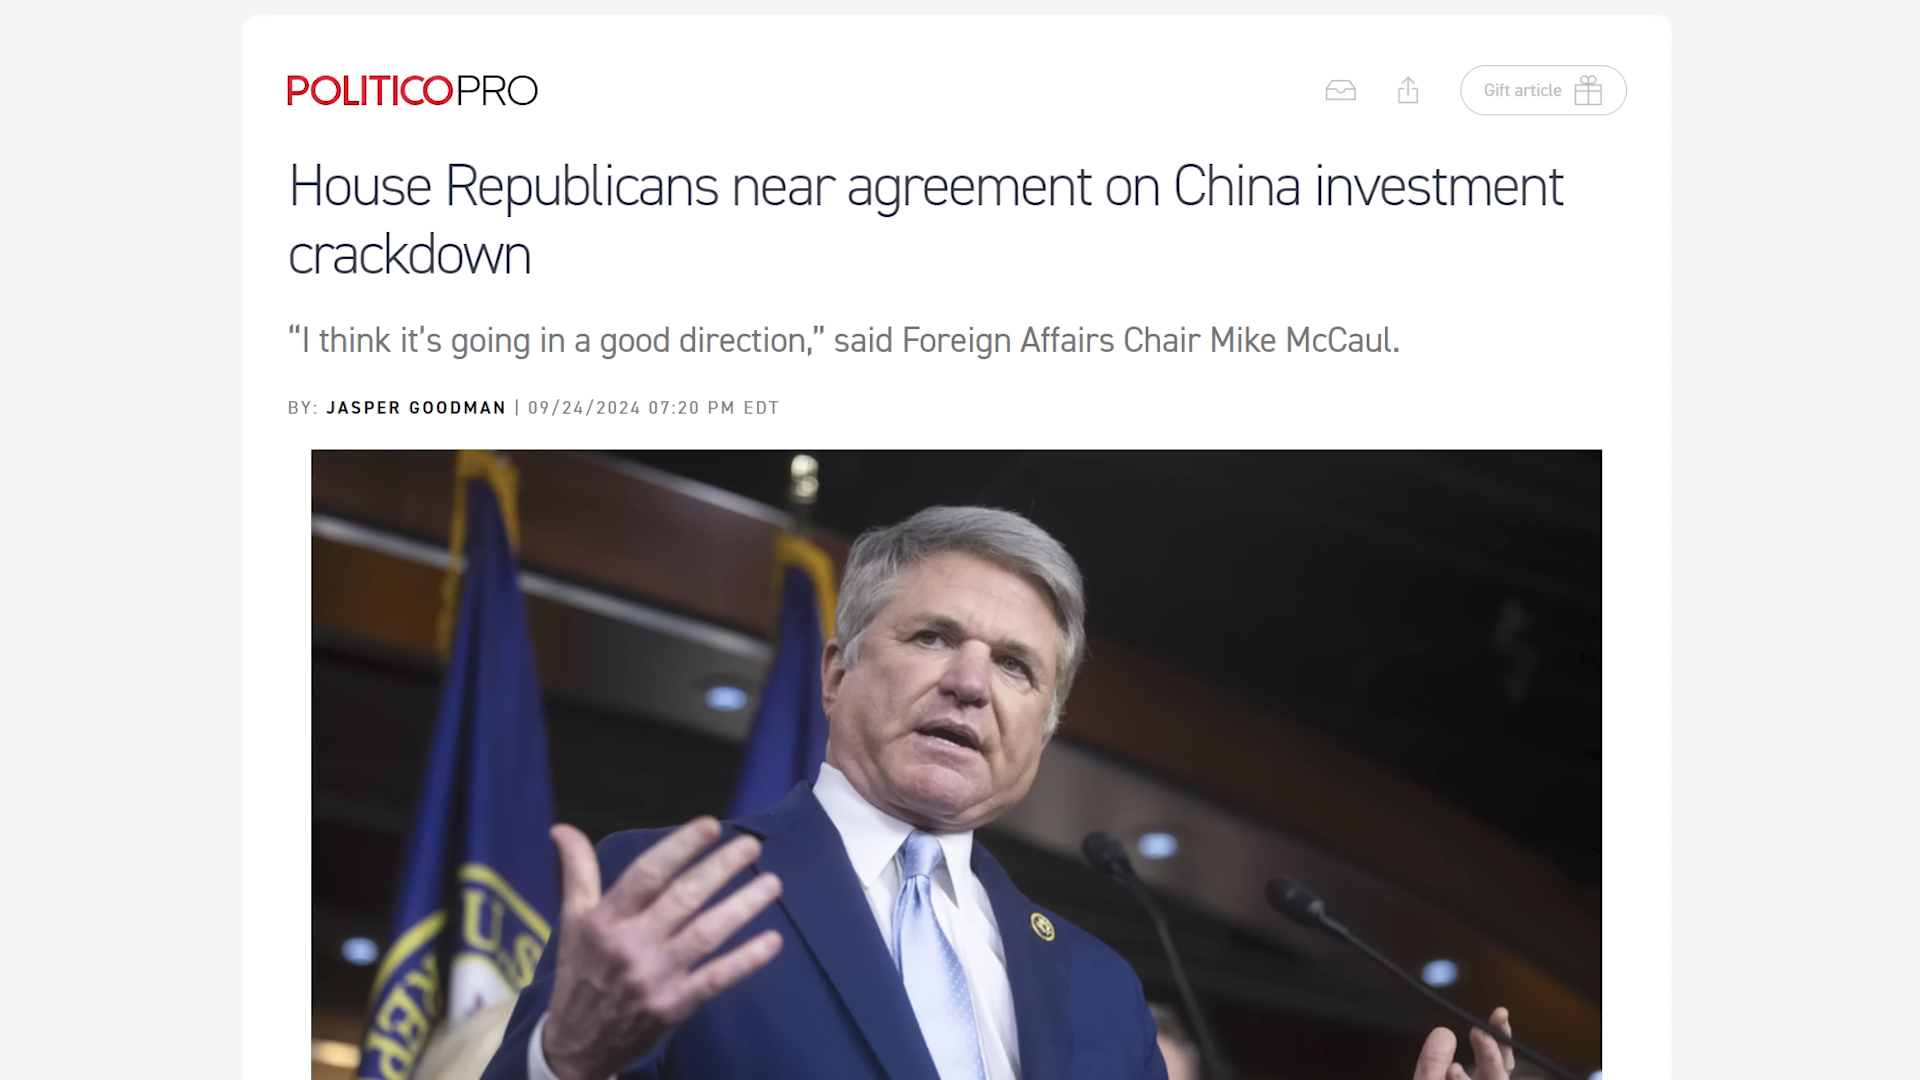 POLITICOPRO
Gift article
House Republicans near agreement on China investment
crackdown
“I think it’s going in a good direction,” said Foreign Affairs Chair Mike McCaul.
BY: JASPER GOODMAN | 09/24/2024 07:20 PM EDT
U S
REP